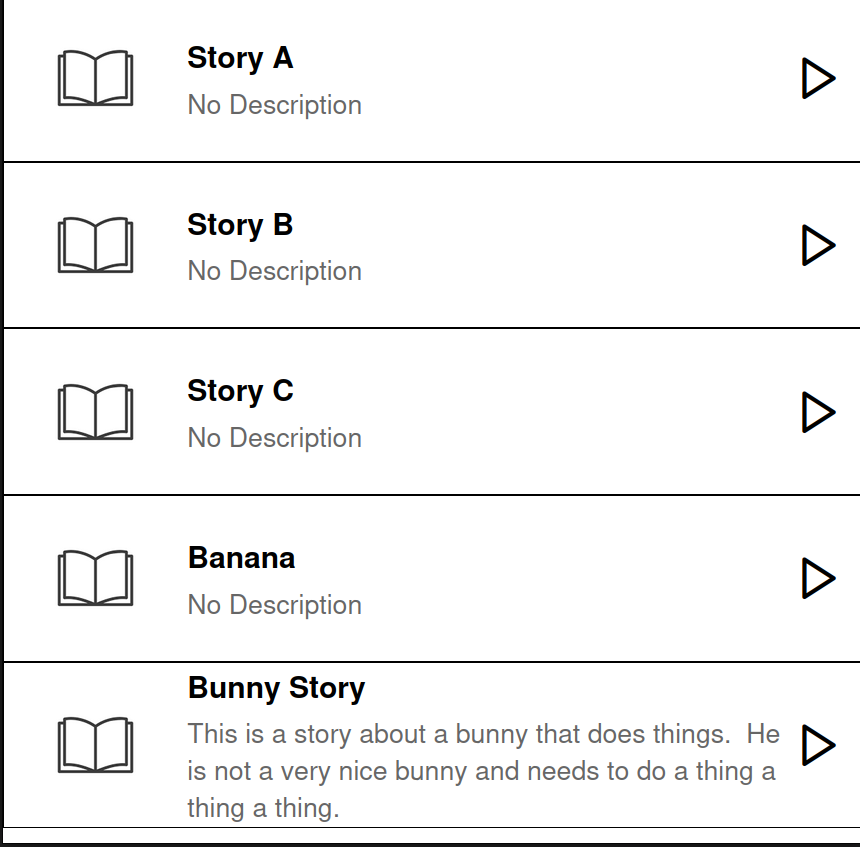 Story A
No Description
Story B
No Description
Story C
No Description
Banana
No Description
Bunny Story
This is a story about a bunny that does things.  He
is not a very nice bunny and needs to do a thing a
thing a thing.